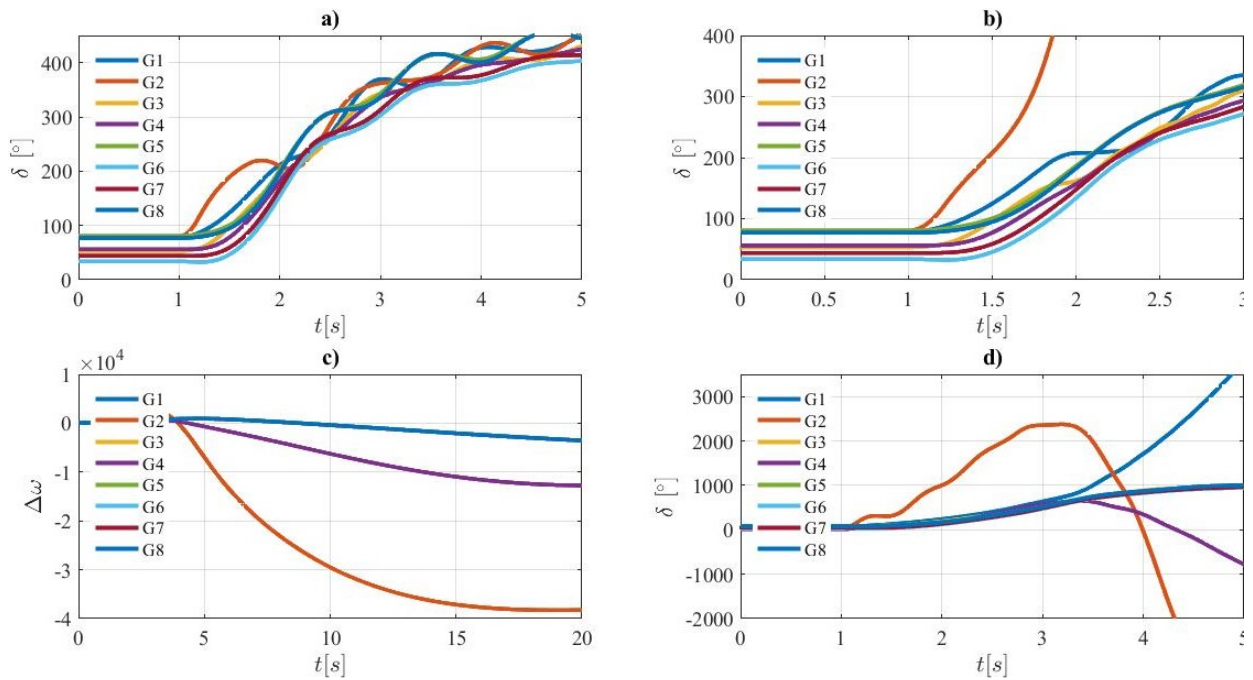 a)
400
300
200
100
0
δ [°]
G1
G2
G3
G4
G5
G6
G7
G8
0 1 2 3 4 5
t[s]
b)
400
300
200
100
0
δ [°]
G1
G2
G3
G4
G5
G6
G7
G8
0 0.5 1 1.5 2 2.5 3
t[s]
c)
×10⁴
1
0
-1
-2
-3
-4
Δω
G1
G2
G3
G4
G5
G6
G7
G8
0 5 10 15 20
t[s]
d)
3000
2000
1000
0
-1000
-2000
δ [°]
G1
G2
G3
G4
G5
G6
G7
G8
0 1 2 3 4 5
t[s]